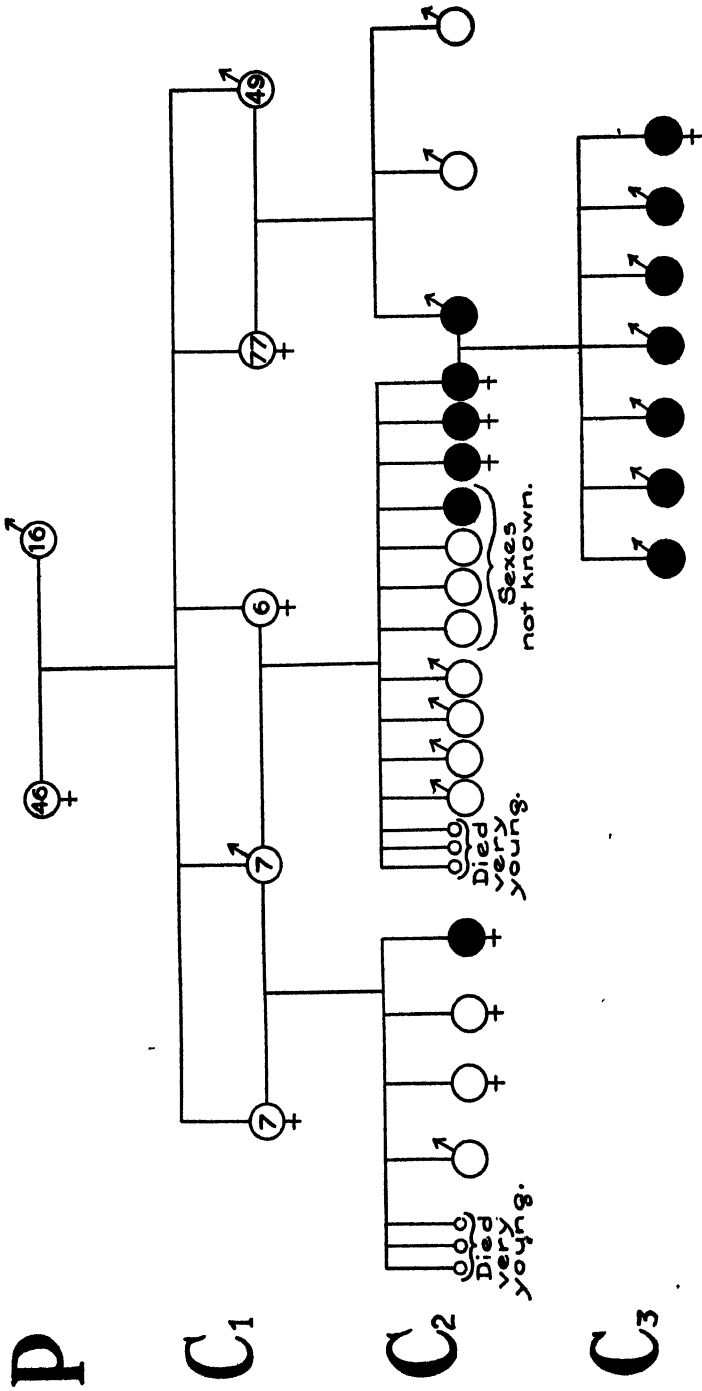 P 46 16
C1 7 7 6 77 49
C2
Died
very
young.
Died
very
young.
Sexes
not known.
C3